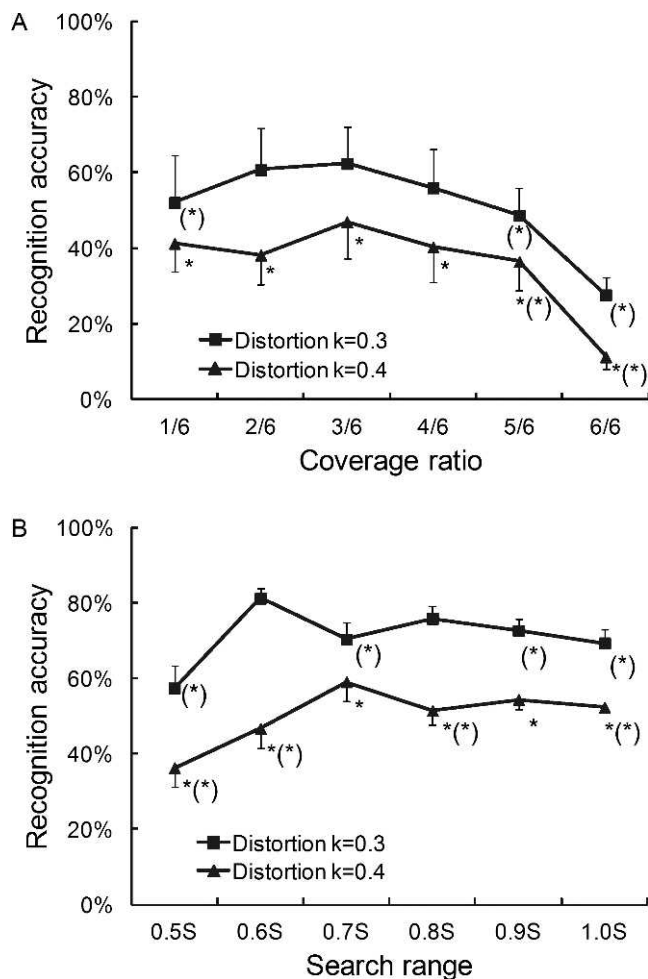 A
100%
80%
60%
40%
20%
0%
Recognition accuracy
(*)
(*)
(*)
*
*
*
*
*(*)
*(*)
Distortion k=0.3
Distortion k=0.4
1/6 2/6 3/6 4/6 5/6 6/6
Coverage ratio
B
100%
80%
60%
40%
20%
0%
Recognition accuracy
(*)
(*)
(*)
(*)
*(*)
*(*)
*
*(*)
*
*(*)
Distortion k=0.3
Distortion k=0.4
0.5S 0.6S 0.7S 0.8S 0.9S 1.0S
Search range